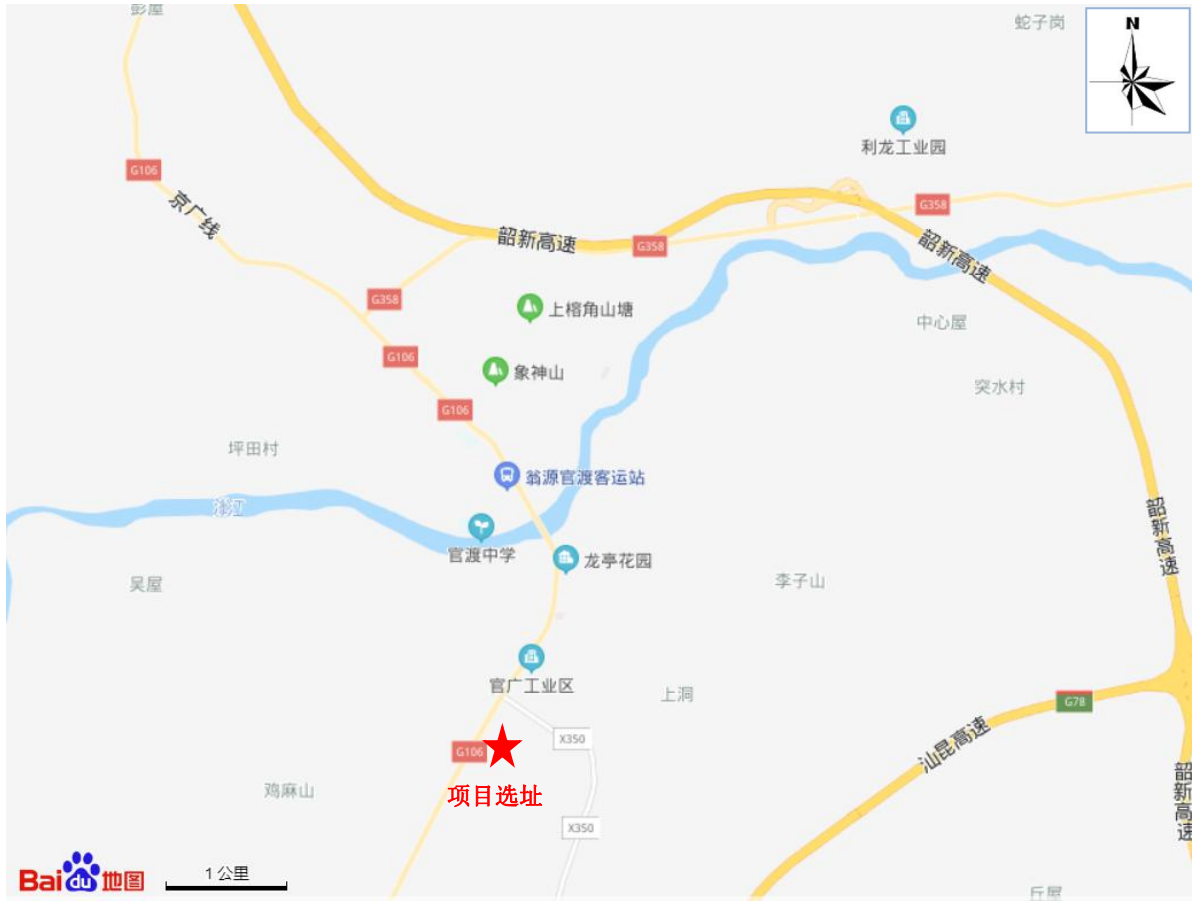 彭屋
蛇子岗
N
利龙工业园
G106
京广线
G358
韶新高速
G358
韶新高速
G358
上榕角山塘
中心屋
G106
象神山
突水村
G106
坪田村
翁源官渡客运站
滃江
韶新高速
官渡中学
龙亭花园
吴屋
李子山
官广工业区
上洞
G78
X350
G106
汕昆高速
项目选址
鸡麻山
韶新高速
X350
Bai du 地图
1 公里
丘屋